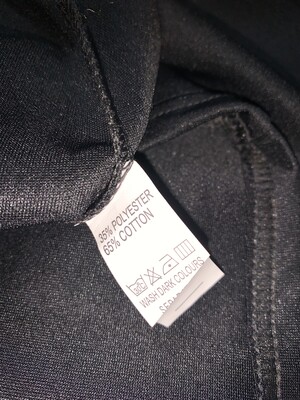 35% POLYESTER
65% COTTON
WASH DARK COLOURS